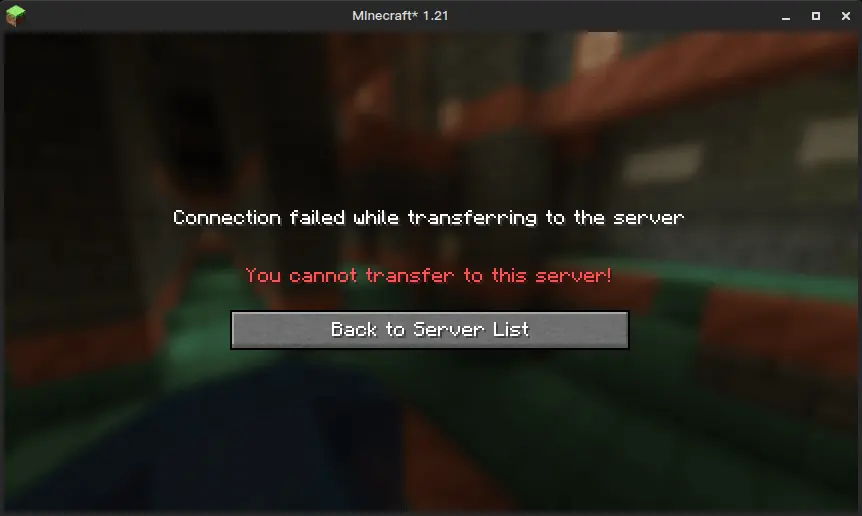 Minecraft* 1.21
Connection failed while transferring to the server
You cannot transfer to this server!
Back to Server List